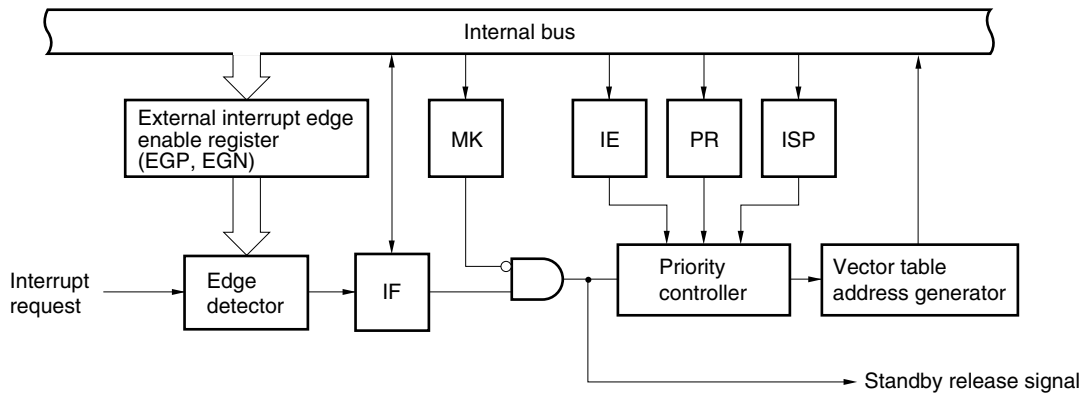 Internal bus
External interrupt edge
enable register
(EGP, EGN)
MK
IE
PR
ISP
Interrupt
request
Edge
detector
IF
Priority
controller
Vector table
address generator
Standby release signal